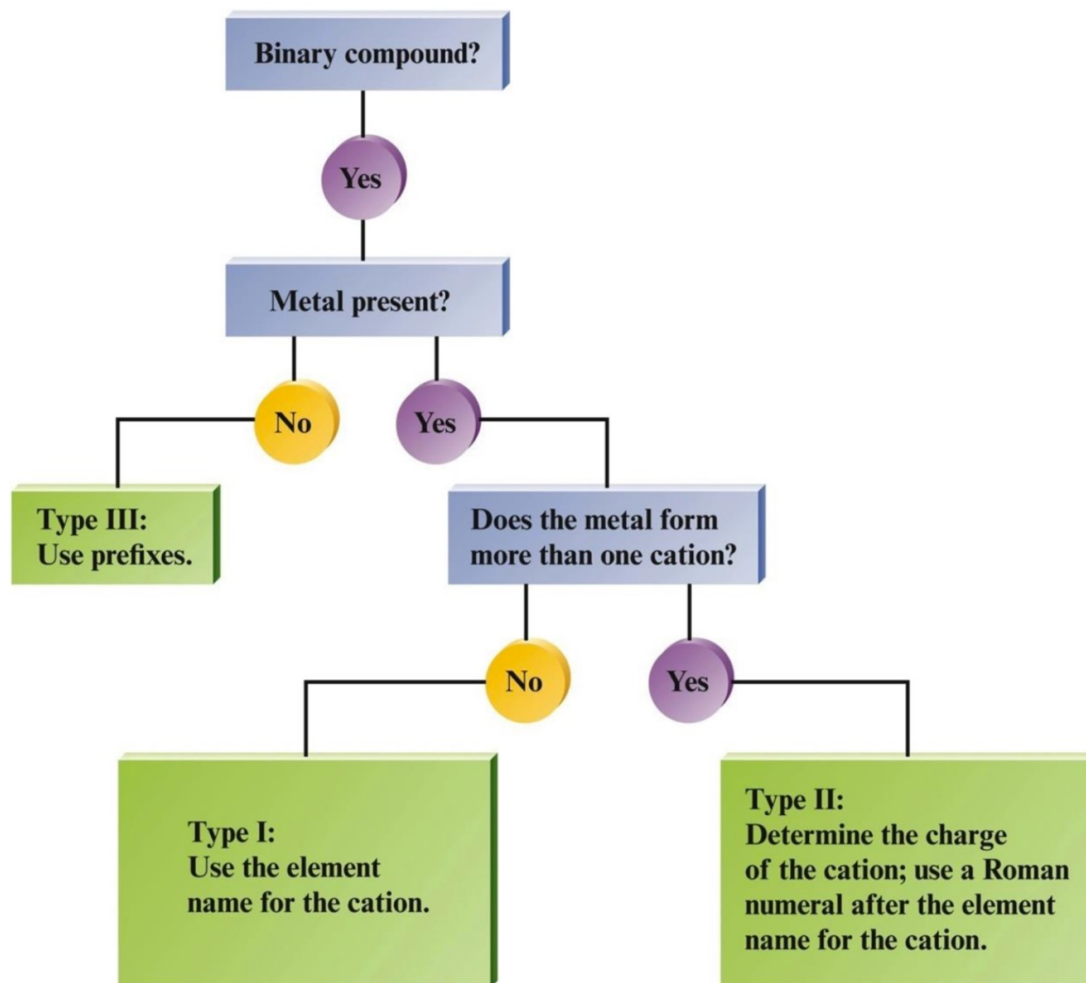 Binary compound?
Yes
Metal present?
No
Yes
Type III:
Use prefixes.
Does the metal form
more than one cation?
No
Yes
Type I:
Use the element
name for the cation.
Type II:
Determine the charge
of the cation; use a Roman
numeral after the element
name for the cation.